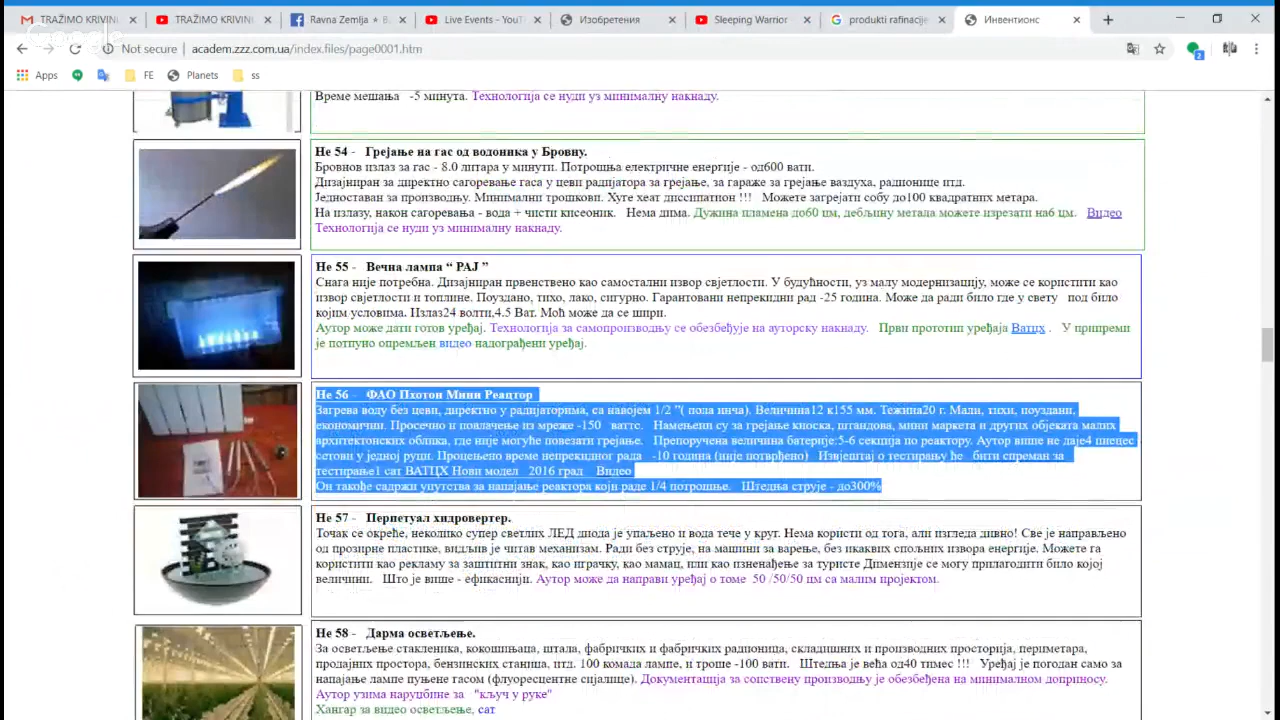 TRAŽIMO KRIVIN
TRAŽIMO KRIVIN
Ravna Zemlja ★ B
Live Events - YouT
Изобретения
Sleeping Warrior
produkti rafinacije
Инвентионс
Google
Not secure
academ.zzz.com.ua/index.files/page0001.htm
Apps
FE
Planets
ss
2
Време мешања -5 минута. Технологија се нуди уз минималну накнаду.
Не 54 - Грејање на гас од водоника у Бровну.
Бровнов излаз за гас - 8.0 литара у минути. Потрошња електричне енергије - од600 вати.
Дизајниран за директно сагоревање гаса у цеви радијатора за грејање, за гараже за грејање ваздуха, радионице итд.
Једноставан за производњу. Минимални трошкови. Хуге хеат диссипатион !!! Можете загрејати собу до100 квадратних метара.
На излазу, након сагоревања - вода + чисти кисеоник. Нема дима. Дужина пламена до60 цм, дебљину метала можете изрезати на6 цм. Видео
Технологија се нуди уз минималну накнаду.
Не 55 - Вечна лампа “ РАЈ ”
Снага није потребна. Дизајниран првенствено као самостални извор свјетлости. У будућности, уз малу модернизацију, може се користити као
извор свјетлости и топлине. Поуздано, тихо, лако, сигурно. Гарантовани непрекидни рад -25 година. Може да ради било где у свету под било
којим условима. Излаз24 волти,4.5 Ват. Моћ може да се шири.
Аутор може дати готов уређај. Технологија за самопроизводњу се обезбеђује на ауторску накнаду. Први прототип уређаја Ватцх . У припреми
је потпуно опремљен видео надограђени уређај.
Не 56 - ФАО Пхотон Мини Реацтор
Загрева воду без цеви, директно у радијаторима, са навојем 1/2 ”( пола инча). Величина12 к155 мм. Тежина20 г. Мали, тихи, поуздани,
економични. Просечно и повлачење из мреже -150 ваттс. Намењени су за грејање киоска, штандова, мини маркета и других објеката малих
архитектонских облика, где није могуће повезати грејање. Препоручена величина батерије:5-6 секција по реактору. Аутор више не даје4 пиецес
сетови у једној руци. Процењено време непрекидног рада -10 година (није потврђено) Извјештај о тестирању ће бити спреман за
тестирање1 сат ВАТЦХ Нови модел 2016 град Видео
Он такође садржи упутства за напајање реактора који раде 1/4 потрошње. Штедња струје - до300%
Не 57 - Перпетуал хидровертер.
Точак се окреће, неколико супер светлих ЛЕД диода је упаљено и вода тече у круг. Нема користи од тога, али изгледа дивно! Све је направљено
од прозирне пластике, видљив је читав механизам. Ради без струје, на машини за варење, без икаквих спољних извора енергије. Можете га
користити као рекламу за заштитни знак, као играчку, као мамац, или као изненађење за туристе Димензије се могу прилагодити било којој
величини. Што је више - ефикаснији. Аутор може да направи уређај о томе 50 /50/50 цм са малим пројектом.
Не 58 - Дарма осветљење.
За осветљење стакленика, кокошињаца, штала, фабричких и фабричких радионица, складишних и производних просторија, периметара,
продајних простора, бензинских станица, итд. 100 комада лампе, и троше -100 вати. Штедња је већа од40 тимес !!! Уређај је погодан само за
напајање лампе пуњене гасом (флуоресцентне сијалице). Документација за сопствену производњу је обезбеђена на минималном доприносу.
Аутор узима наруџбине за "кључ у руке"
Хангар за видео осветљење, сат